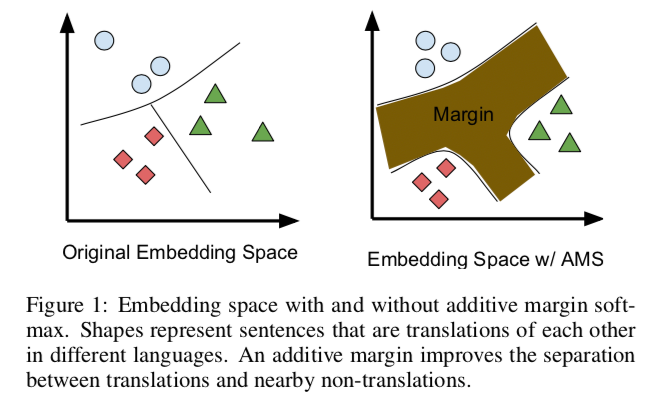 Margin
Original Embedding Space
Embedding Space w/ AMS
Figure 1: Embedding space with and without additive margin soft-
max. Shapes represent sentences that are translations of each other
in different languages. An additive margin improves the separation
between translations and nearby non-translations.